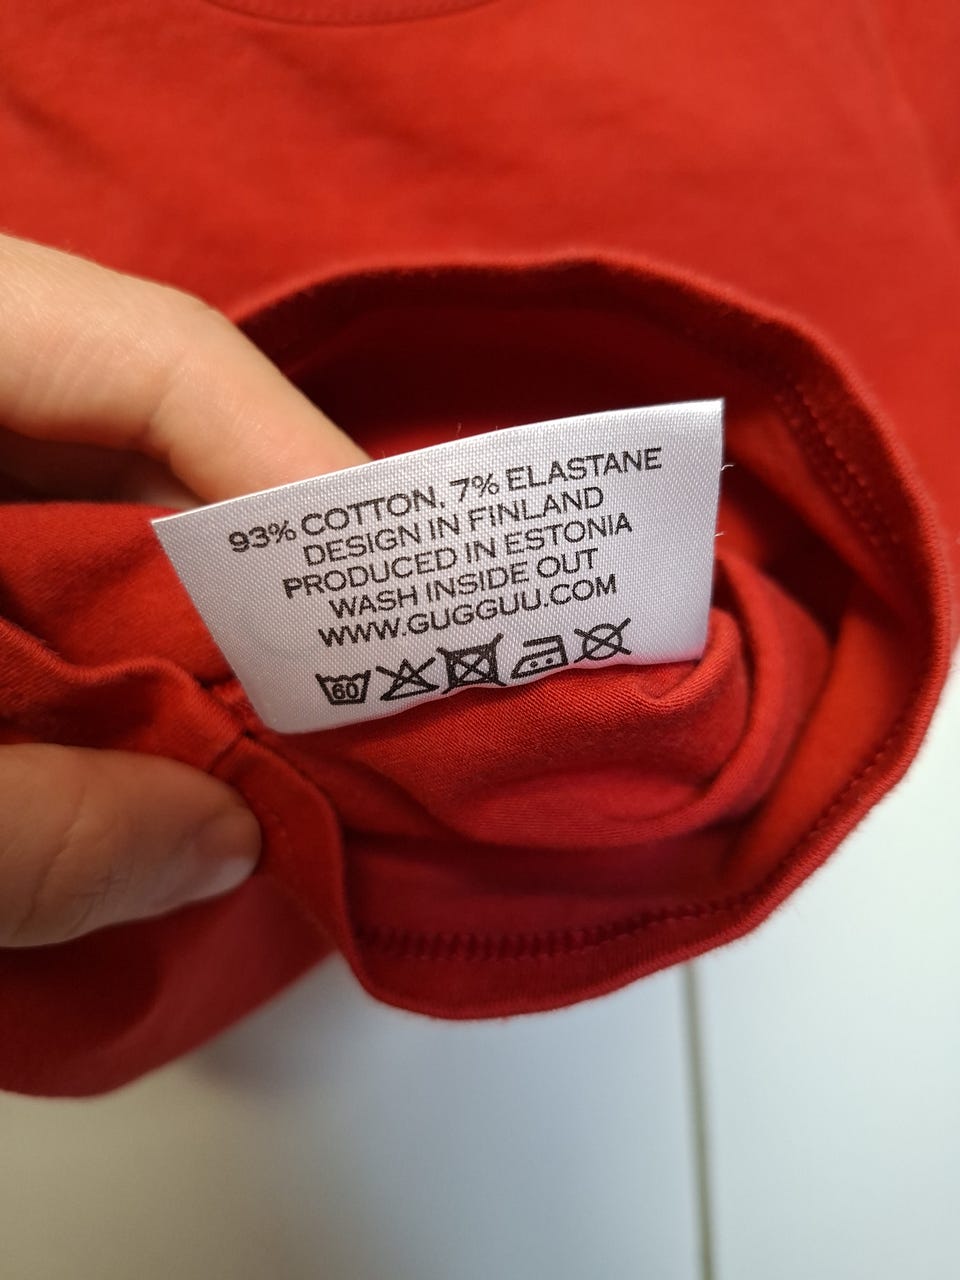 93% COTTON, 7% ELASTANE
DESIGN IN FINLAND
PRODUCED IN ESTONIA
WASH INSIDE OUT
WWW.GUGGUU.COM
60